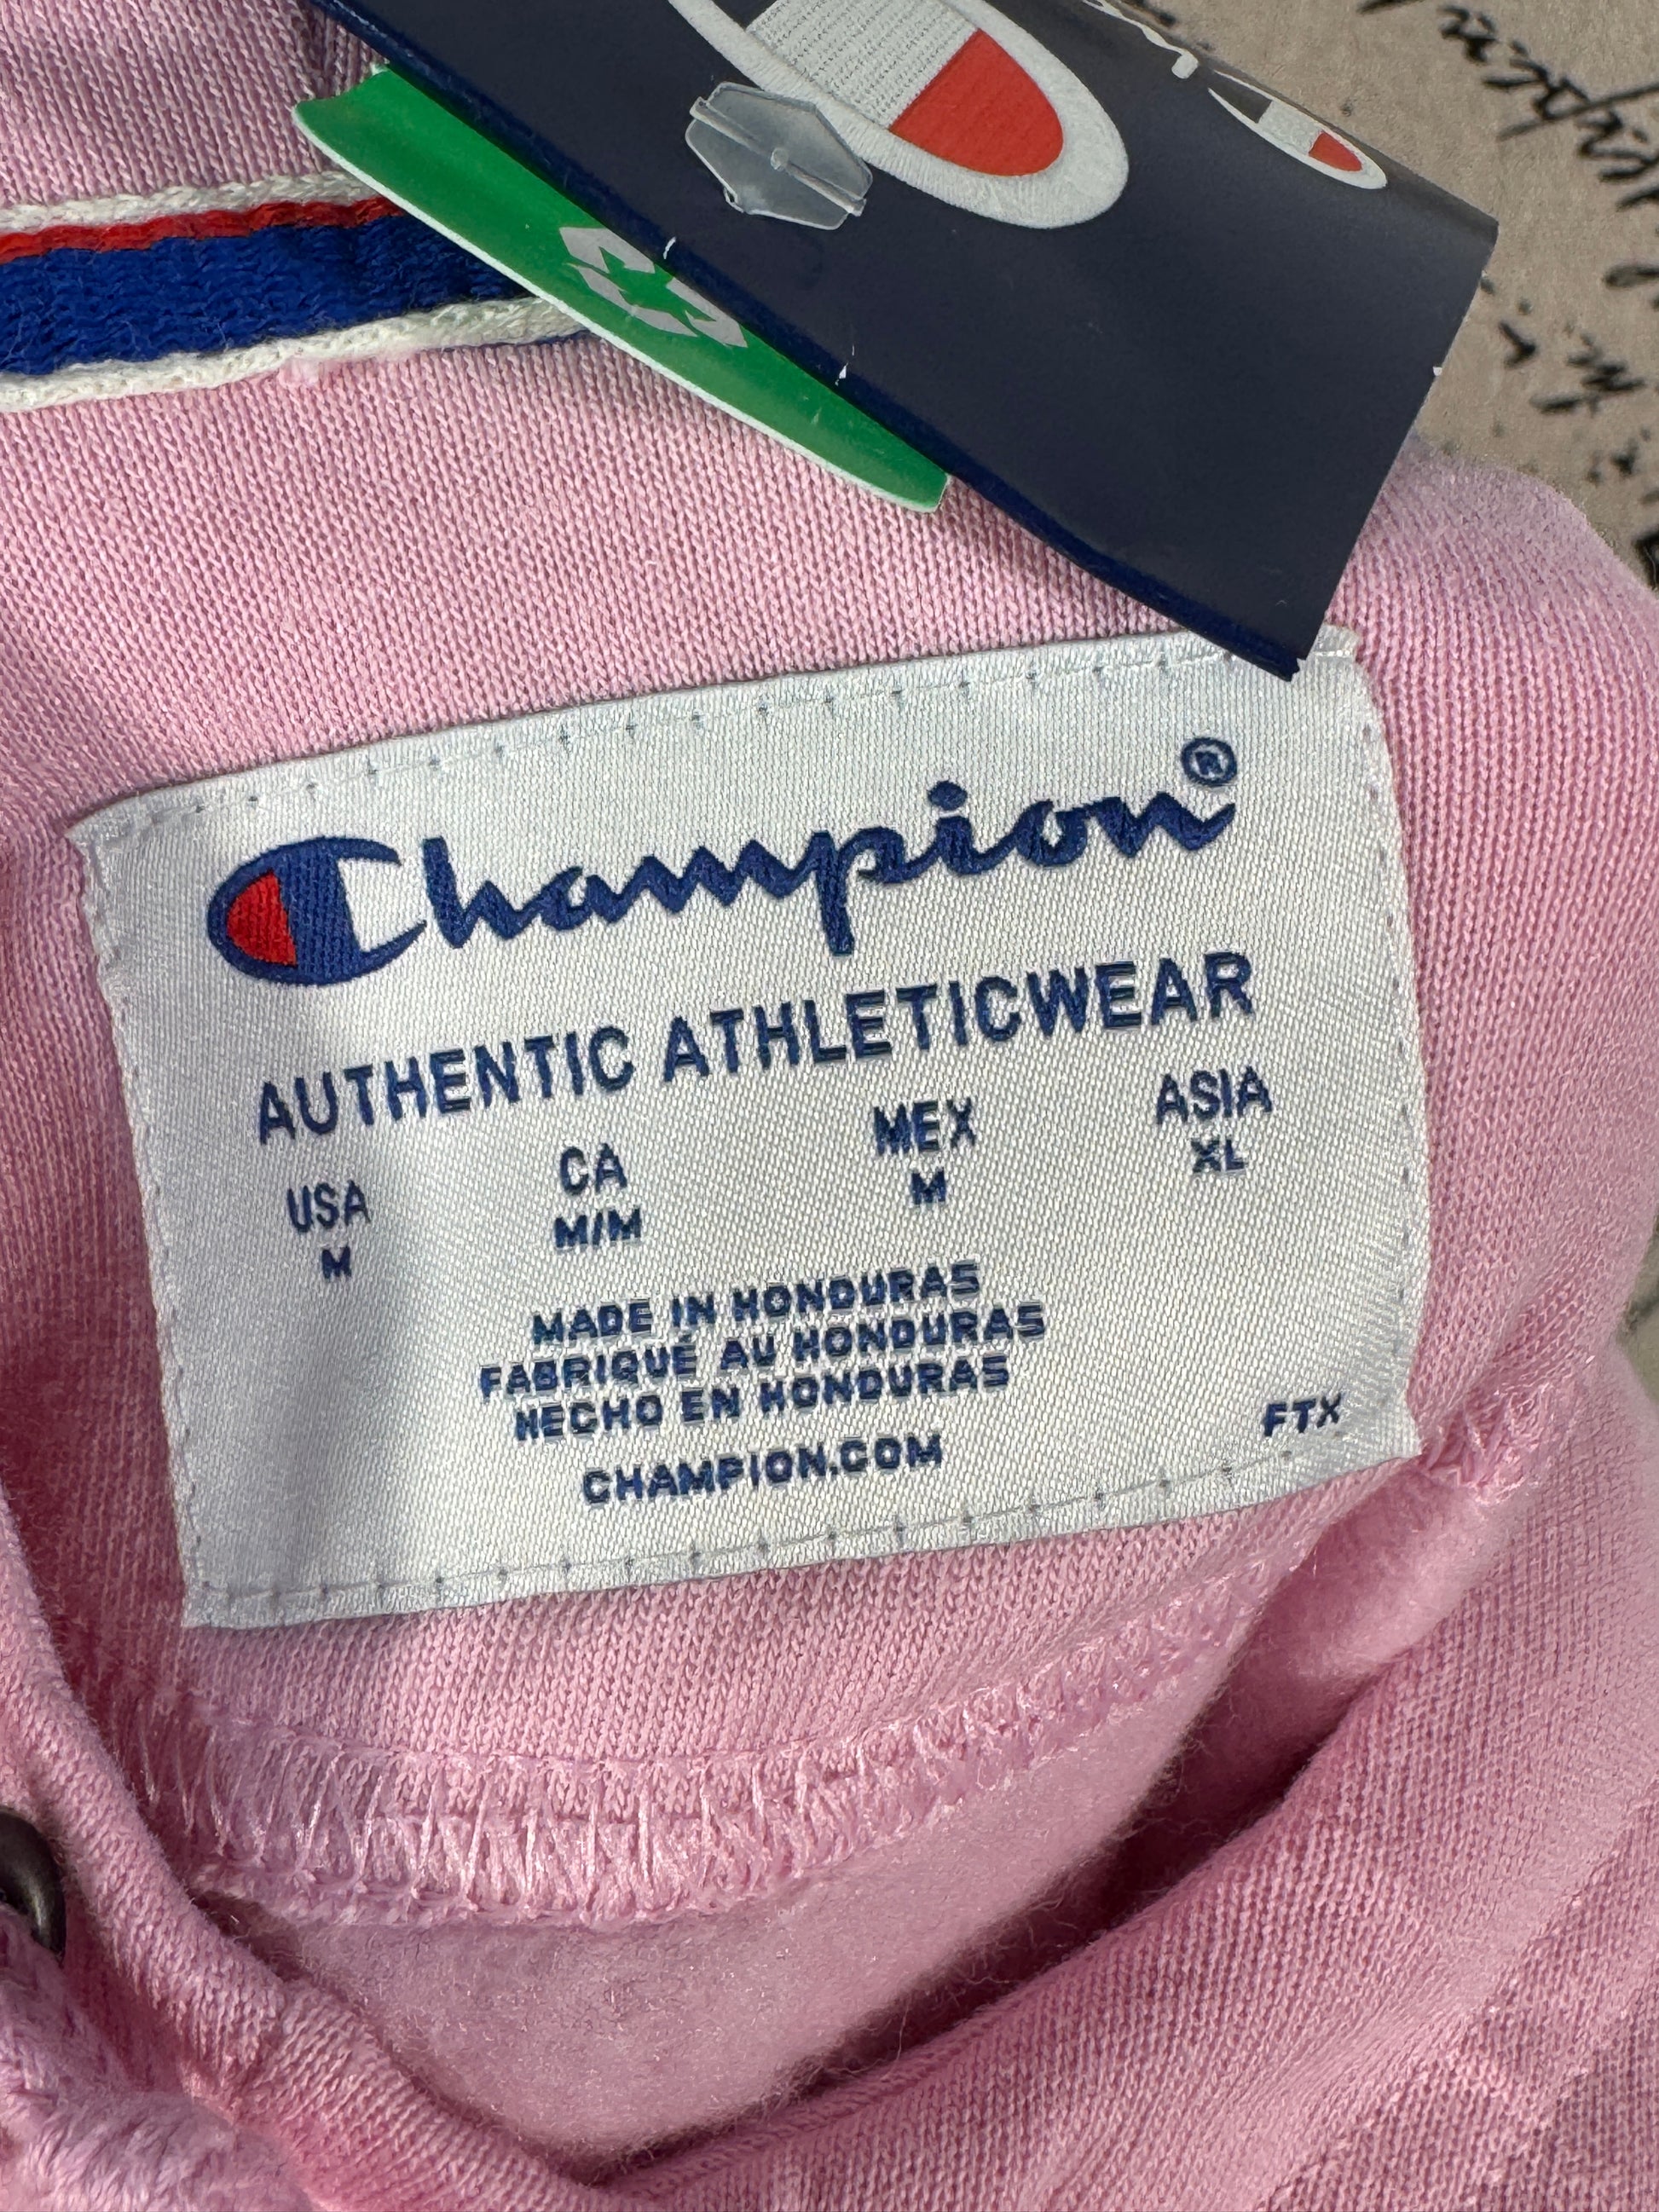 Champion®
AUTHENTIC ATHLETICWEAR
USA CA MEX ASIA
M M/M M XL
MADE IN HONDURAS
FABRIQUÉ AU HONDURAS
HECHO EN HONDURAS
CHAMPION.COM
FTX